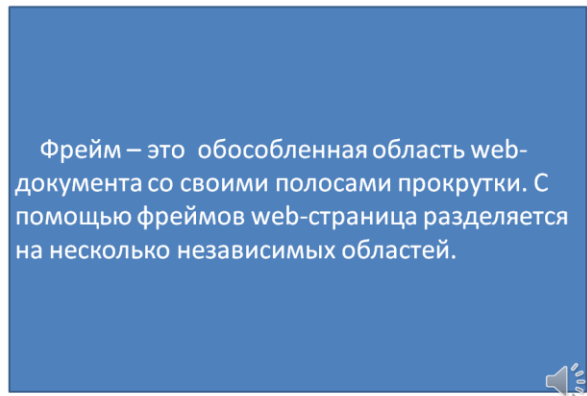 Фрейм – это обособленная область web-
документа со своими полосами прокрутки. С
помощью фреймов web-страница разделяется
на несколько независимых областей.